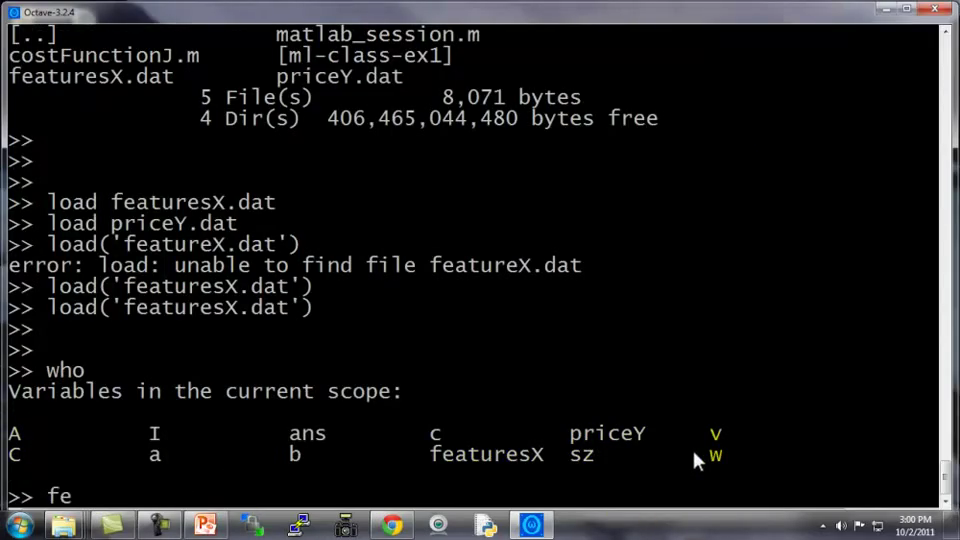 Octave-3.2.4
[..] matlab_session.m
costFunctionJ.m [ml-class-ex1]
featuresX.dat priceY.dat
5 File(s) 8,071 bytes
4 Dir(s) 406,465,044,480 bytes free
>>
>>
>>
>> load featuresX.dat
>> load priceY.dat
>> load('featureX.dat')
error: load: unable to find file featureX.dat
>> load('featuresX.dat')
>> load('featuresX.dat')
>>
>>
>> who
Variables in the current scope:
A I ans c priceY v
C a b featuresX sz w
>> fe
3:00 PM
10/2/2011